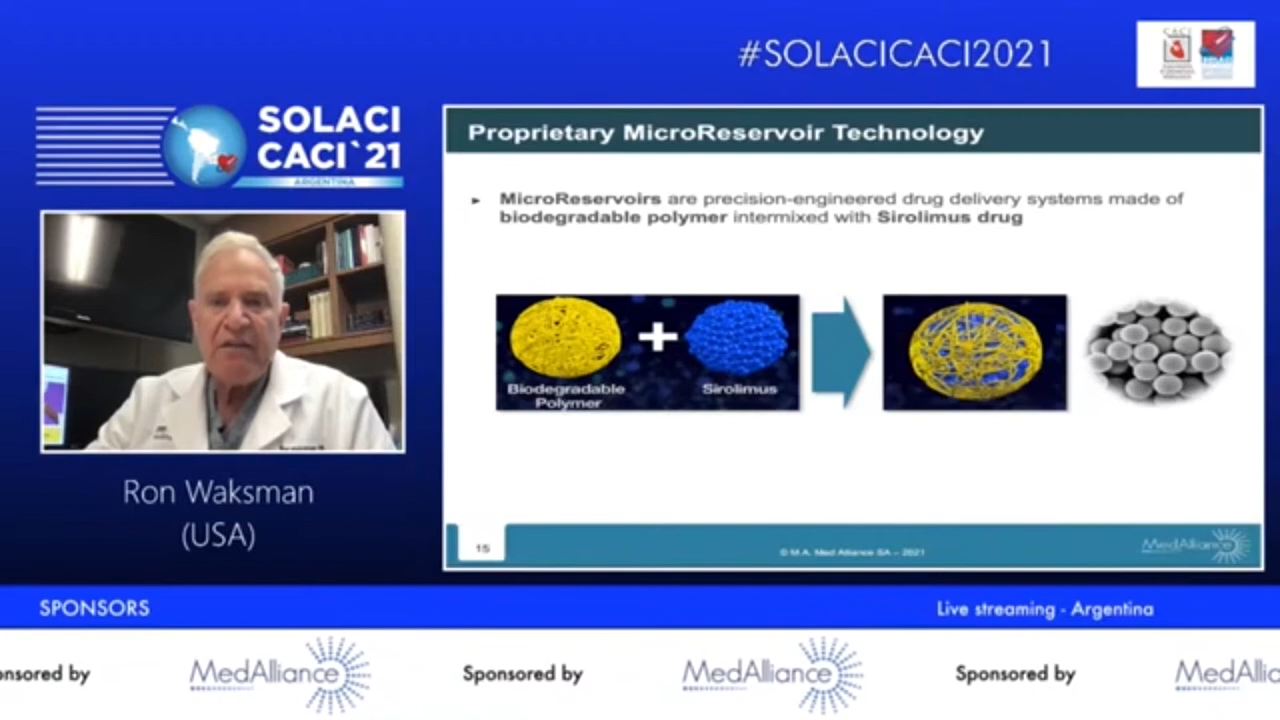 #SOLACICACI2021
CACI
SOLACI
CACI`21
ARGENTINA
Proprietary MicroReservoir Technology
► MicroReservoirs are precision-engineered drug delivery systems made of
biodegradable polymer intermixed with Sirolimus drug
Biodegradable
Polymer
+
Sirolimus
15
© M.A. Med Alliance SA – 2021
MedAlliance
Ron Waksman
(USA)
SPONSORS
Live streaming - Argentina
onsored by
MedAlliance
Sponsored by
MedAlliance
Sponsored by
MedAllia